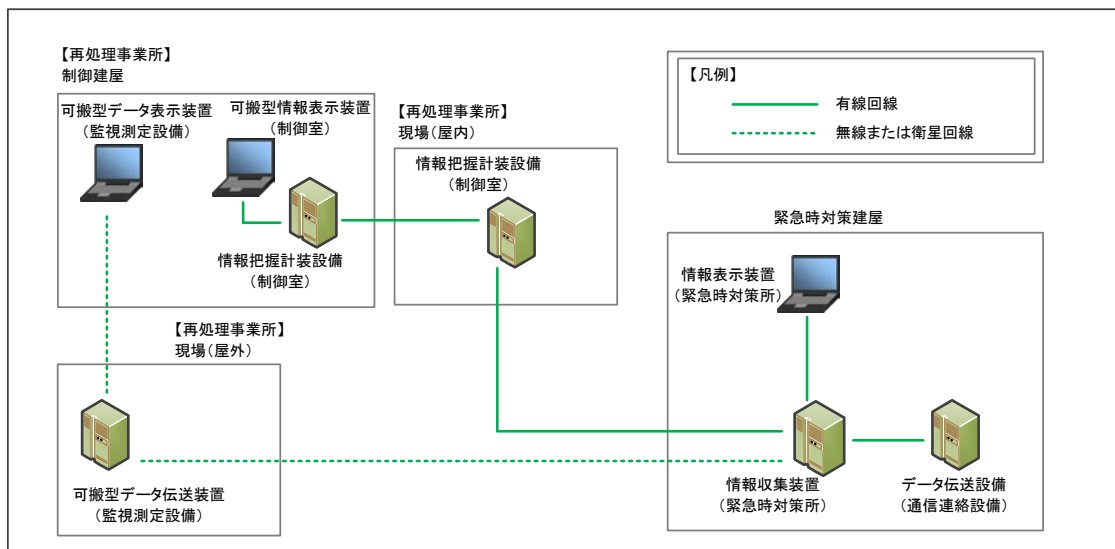 【再処理事業所】
制御建屋
可搬型データ表示装置
（監視測定設備）
可搬型情報表示装置
（制御室）
情報把握計装設備
（制御室）
【再処理事業所】
現場（屋内）
情報把握計装設備
（制御室）
【凡例】
有線回線
無線または衛星回線
緊急時対策建屋
情報表示装置
（緊急時対策所）
情報収集装置
（緊急時対策所）
データ伝送設備
（通信連絡設備）
【再処理事業所】
現場（屋外）
可搬型データ伝送装置
（監視測定設備）